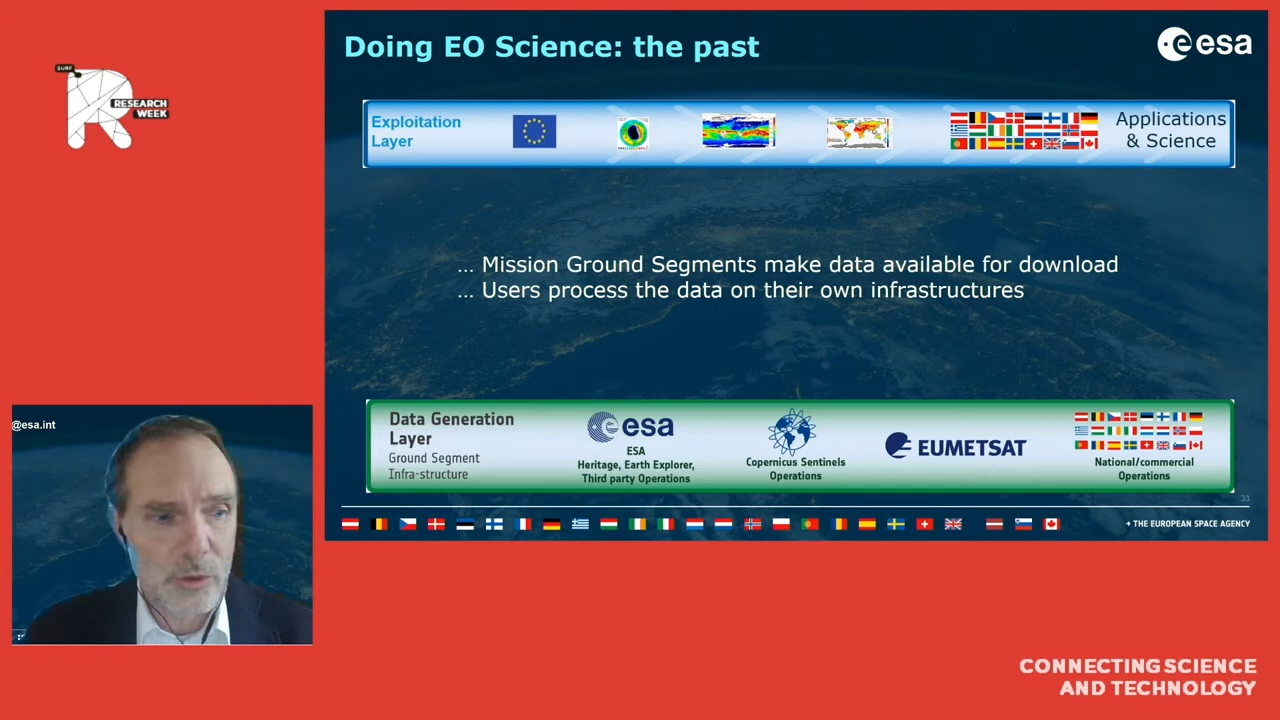 SURF
RESEARCH
WEEK
Doing EO Science: the past
esa
Exploitation
Layer
Applications
& Science
... Mission Ground Segments make data available for download
... Users process the data on their own infrastructures
Data Generation
Layer
Ground Segment
Infra-structure
esa
ESA
Heritage, Earth Explorer,
Third party Operations
Copernicus Sentinels
Operations
EUMETSAT
National/commercial
Operations
33
→ THE EUROPEAN SPACE AGENCY
@esa.int
CONNECTING SCIENCE
AND TECHNOLOGY